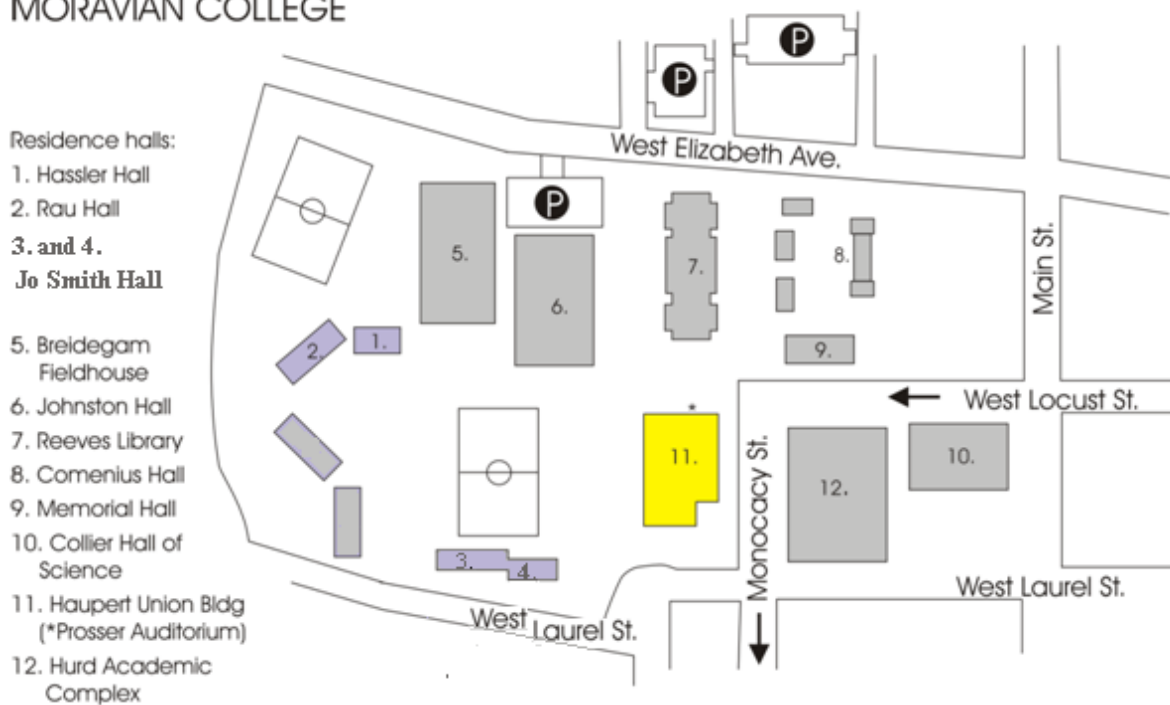 MORAVIAN COLLEGE
Residence halls:
1. Hassler Hall
2. Rau Hall
3. and 4.
Jo Smith Hall
5. Breidegam
Fieldhouse
6. Johnston Hall
7. Reeves Library
8. Comenius Hall
9. Memorial Hall
10. Collier Hall of
Science
11. Haupert Union Bldg
(*Prosser Auditorium)
12. Hurd Academic
Complex
P
P
West Elizabeth Ave.
P
5.
6.
7.
8.
Main St.
1.
2.
9.
West Locust St.
*
11.
10.
12.
Monocacy St.
3.
4.
West Laurel St.
West Laurel St.